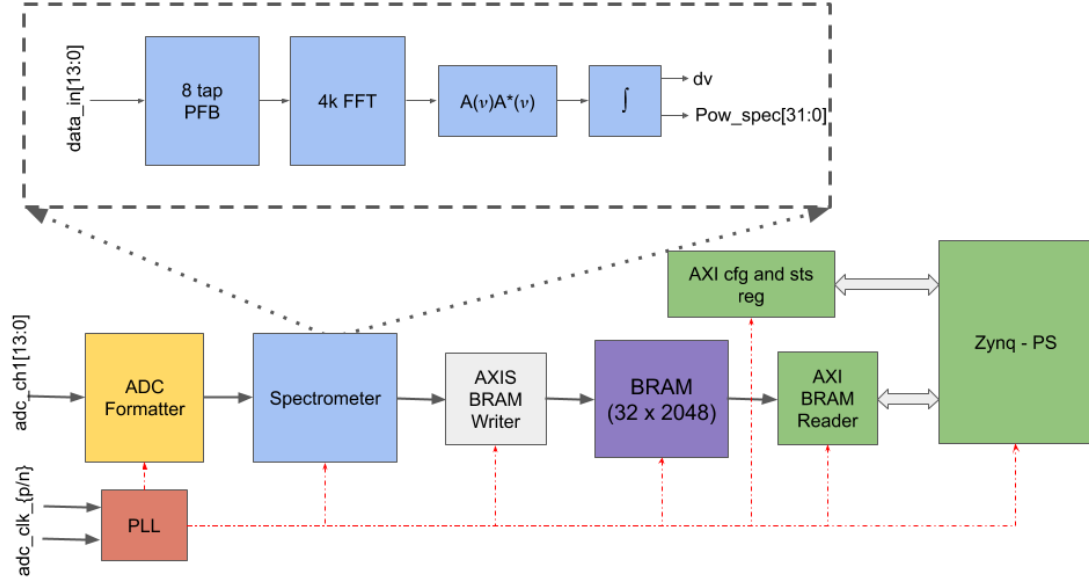 data_in[13:0]
8 tap
PFB
4k FFT
A(ν)A*(ν)
∫
dv
Pow_spec[31:0]
AXI cfg and sts
reg
Zynq - PS
adc_ch1[13:0]
ADC
Formatter
Spectrometer
AXIS
BRAM
Writer
BRAM
(32 x 2048)
AXI
BRAM
Reader
adc_clk_{p/n}
PLL